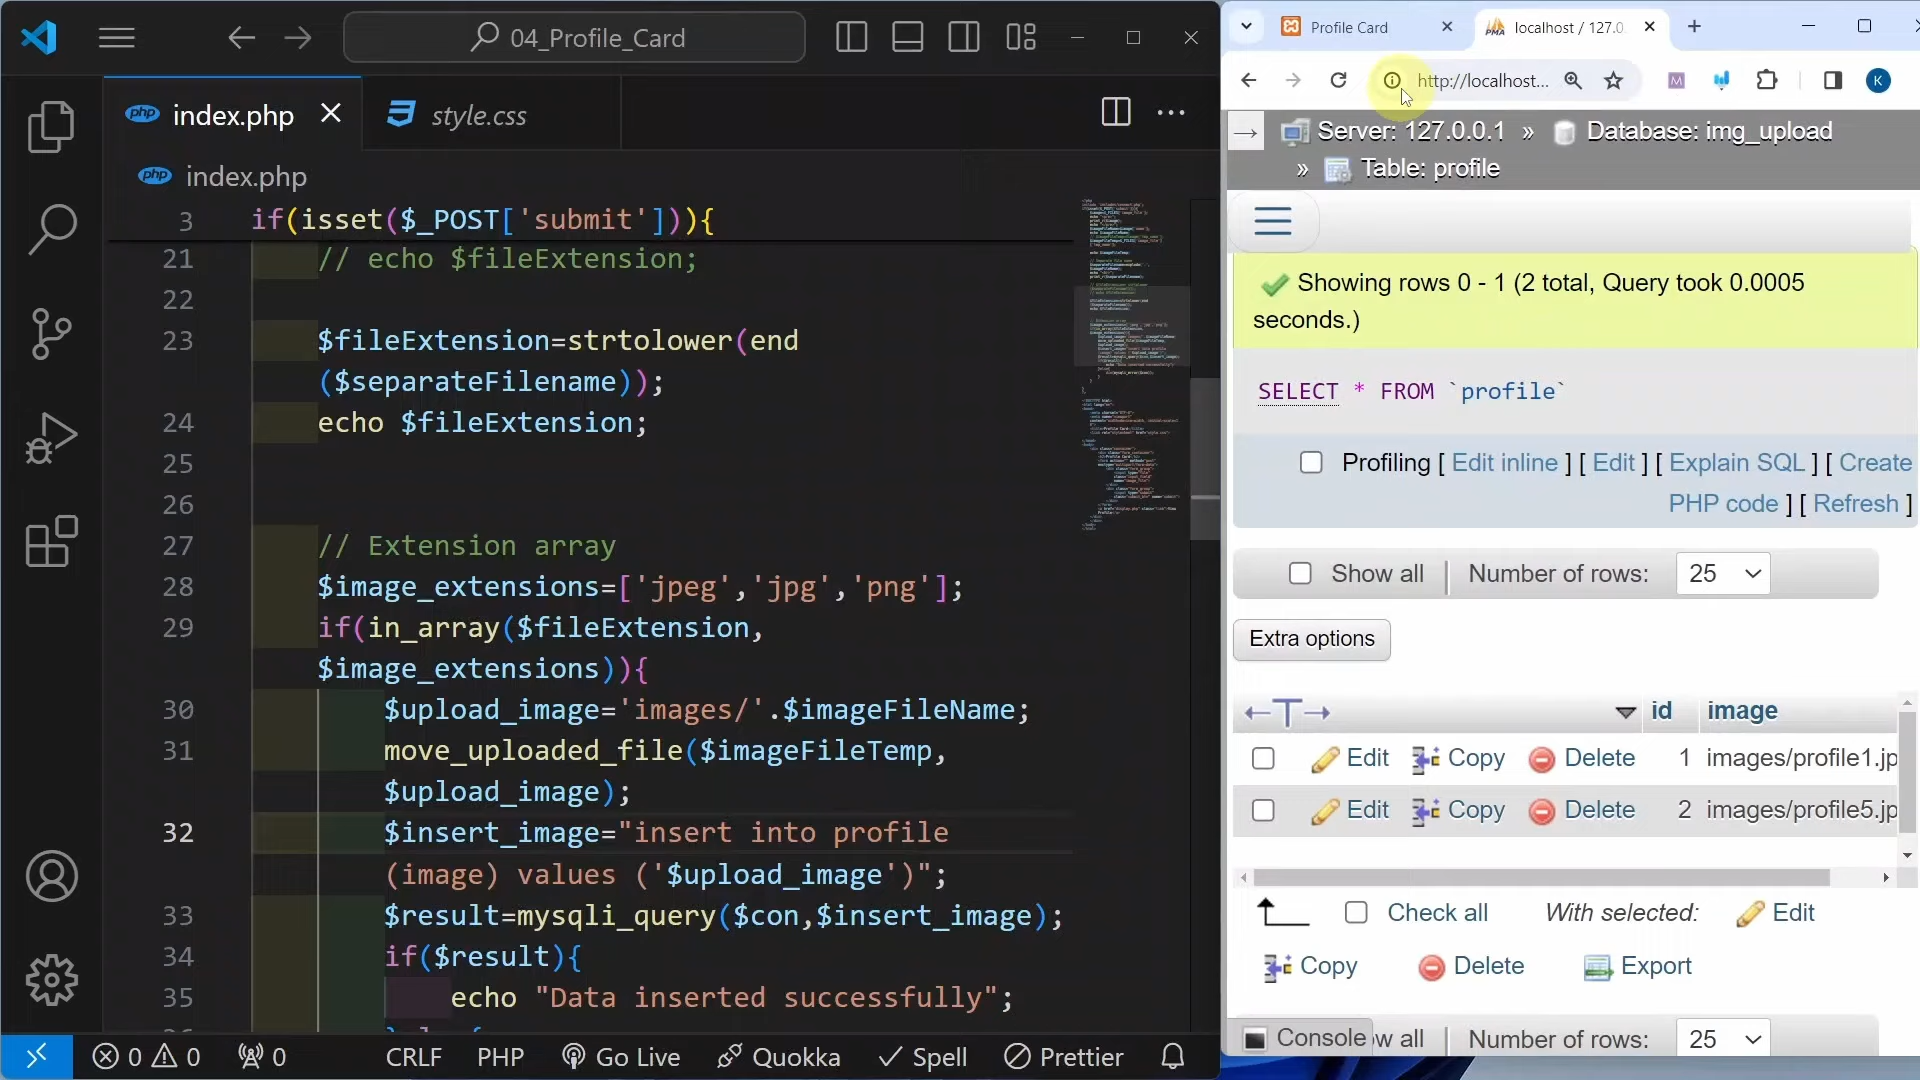 04_Profile_Card
php index.php
style.css
php index.php
3 if(isset($_POST['submit'])){
21 // echo $fileExtension;
22
23 $fileExtension=strtolower(end
($separateFilename));
24 echo $fileExtension;
25
26
27 // Extension array
28 $image_extensions=['jpeg','jpg','png'];
29 if(in_array($fileExtension,
$image_extensions)){
30 $upload_image='images/'.$imageFileName;
31 move_uploaded_file($imageFileTemp,
$upload_image);
32 $insert_image="insert into profile
(image) values ('$upload_image')";
33 $result=mysqli_query($con,$insert_image);
34 if($result){
35 echo "Data inserted successfully";
0 0 0 CRLF PHP Go Live Quokka Spell Prettier
Profile Card
localhost / 127.0.
http://localhost... M K
Server: 127.0.0.1 » Database: img_upload
» Table: profile
Showing rows 0 - 1 (2 total, Query took 0.0005
seconds.)
SELECT * FROM `profile`
Profiling [ Edit inline ] [ Edit ] [ Explain SQL ] [ Create
PHP code ] [ Refresh ]
Show all Number of rows: 25
Extra options
←T→ id image
Edit Copy Delete 1 images/profile1.jp
Edit Copy Delete 2 images/profile5.jp
Check all With selected: Edit
Copy Delete Export
Console w all Number of rows: 25